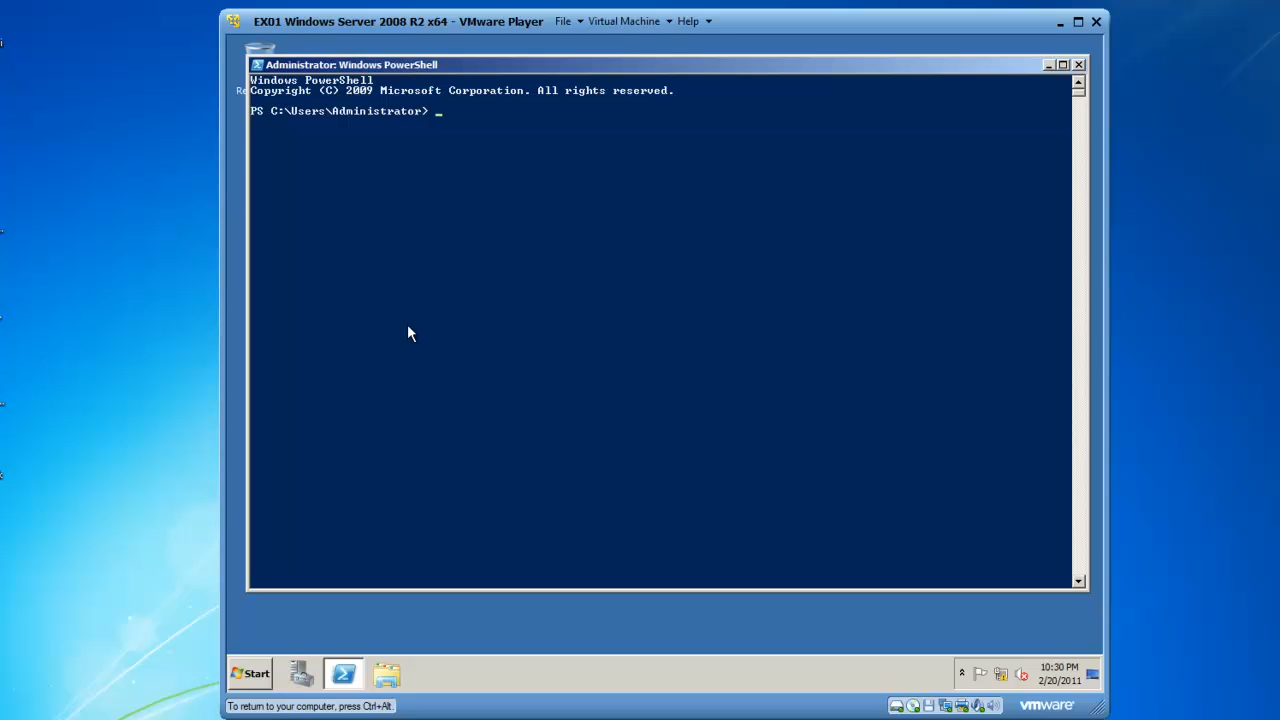 EX01 Windows Server 2008 R2 x64 - VMware Player File Virtual Machine Help
Administrator: Windows PowerShell
Windows PowerShell
Re
Copyright (C) 2009 Microsoft Corporation. All rights reserved.
PS C:\Users\Administrator> _
Start
10:30 PM
2/20/2011
To return to your computer, press Ctrl+Alt.
vmware